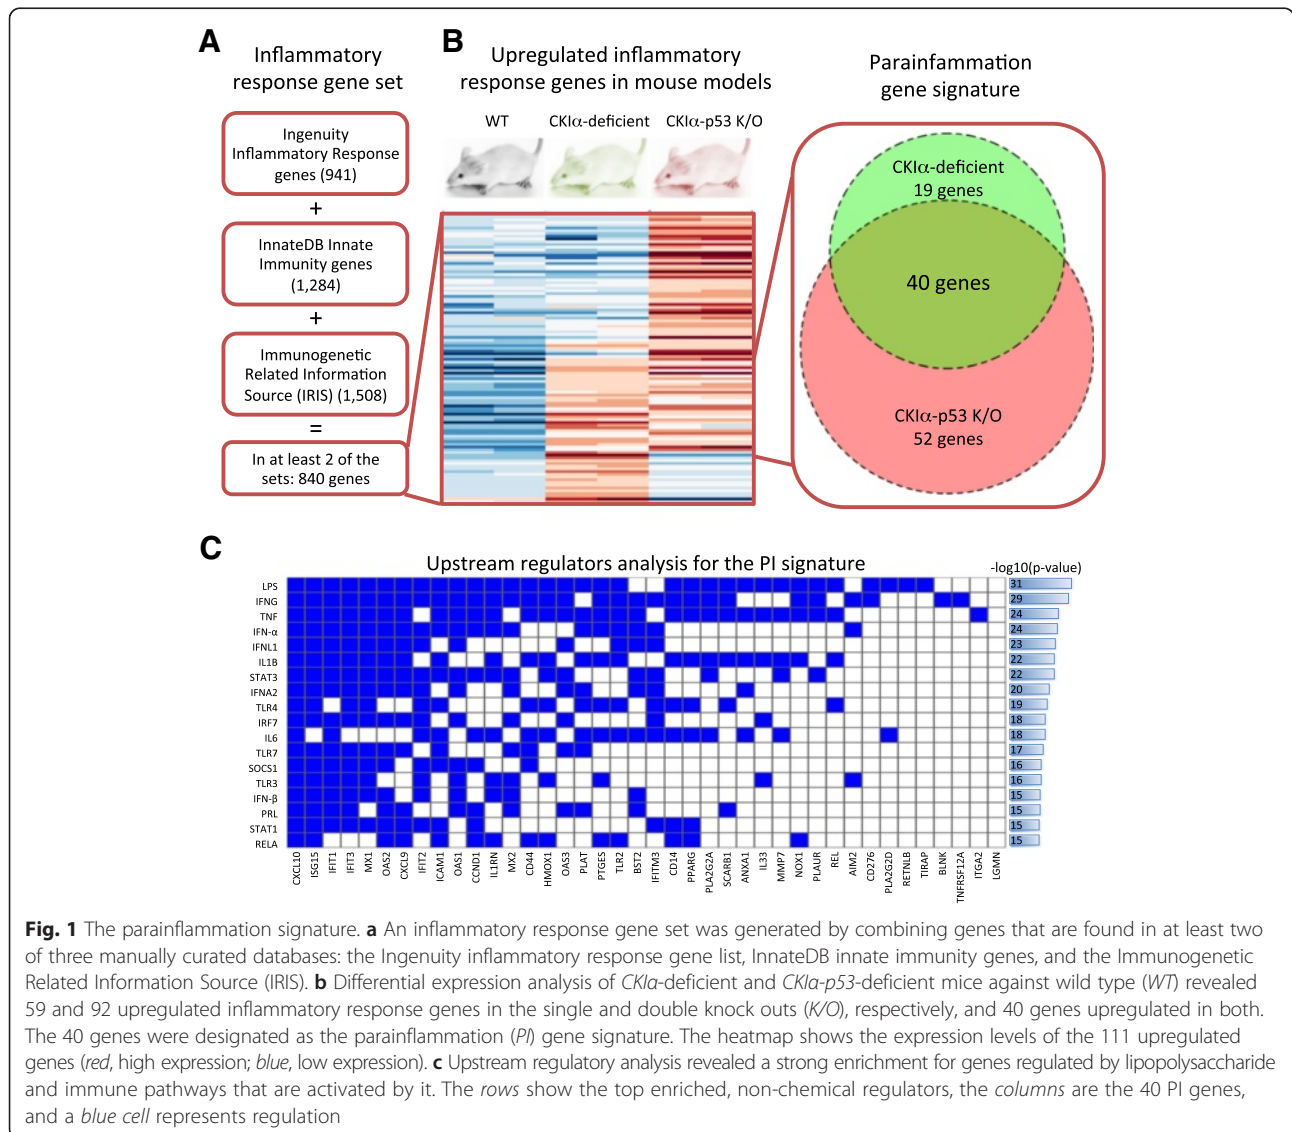 A
Inflammatory
response gene set
Ingenuity
Inflammatory Response
genes (941)
+
InnateDB Innate
Immunity genes
(1,284)
+
Immunogenetic
Related Information
Source (IRIS) (1,508)
=
In at least 2 of the
sets: 840 genes
B
Upregulated inflammatory
response genes in mouse models
WT
CKIα-deficient
CKIα-p53 K/O
Parainfammation
gene signature
CKIα-deficient
19 genes
40 genes
CKIα-p53 K/O
52 genes
C
Upstream regulators analysis for the PI signature
-log10(p-value)
LPS
IFNG
TNF
IFN-α
IFNL1
IL1B
STAT3
IFNA2
TLR4
IRF7
IL6
TLR7
SOCS1
TLR3
IFN-β
PRL
STAT1
RELA
31
29
24
24
23
22
22
20
19
18
18
17
16
16
15
15
15
15
CXCL10
ISG15
IFIT1
IFIT3
MX1
OAS2
CXCL9
IFIT2
ICAM1
OAS1
CCND1
IL1RN
MX2
CD44
HMOX1
OAS3
PLAT
PTGES
TLR2
BST2
IFITM3
CD14
PPARG
PLA2G2A
SCARB1
ANXA1
IL33
MMP7
NOX1
PLAUR
REL
AIM2
CD276
PLA2G2D
RETNLB
TIRAP
BLNK
TNFRSF12A
ITGA2
LGMN
Fig. 1 The parainflammation signature. a An inflammatory response gene set was generated by combining genes that are found in at least two
of three manually curated databases: the Ingenuity inflammatory response gene list, InnateDB innate immunity genes, and the Immunogenetic
Related Information Source (IRIS). b Differential expression analysis of CKIα-deficient and CKIα-p53-deficient mice against wild type (WT) revealed
59 and 92 upregulated inflammatory response genes in the single and double knock outs (K/O), respectively, and 40 genes upregulated in both.
The 40 genes were designated as the parainflammation (PI) gene signature. The heatmap shows the expression levels of the 111 upregulated
genes (red, high expression; blue, low expression). c Upstream regulatory analysis revealed a strong enrichment for genes regulated by lipopolysaccharide
and immune pathways that are activated by it. The rows show the top enriched, non-chemical regulators, the columns are the 40 PI genes,
and a blue cell represents regulation